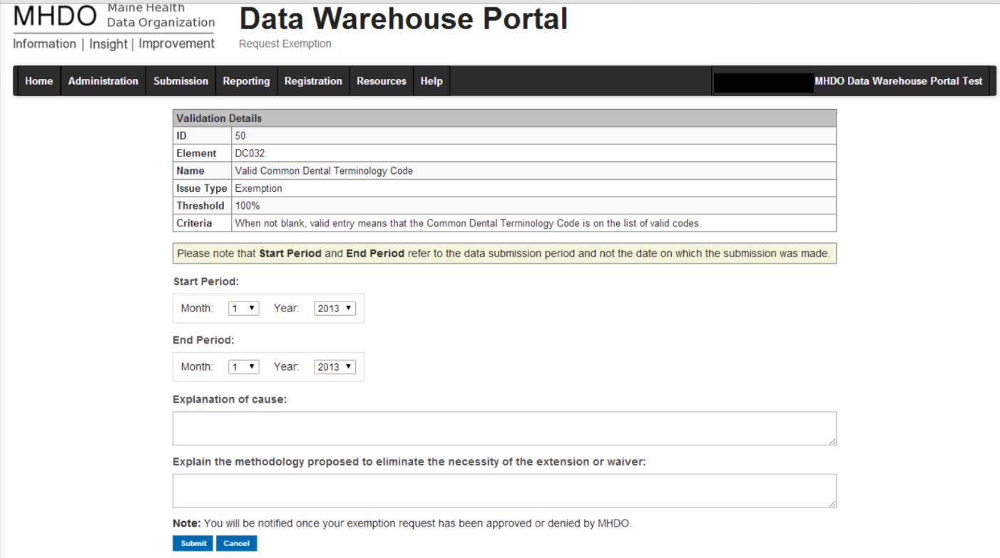 MHDO Maine Health Data Warehouse Portal
Data Organization
Information | Insight | Improvement Request Exemption
Home Administration Submission Reporting Registration Resources Help MHDO Data Warehouse Portal Test
Validation Details
ID 50
Element DC032
Name Valid Common Dental Terminology Code
Issue Type Exemption
Threshold 100%
Criteria When not blank, valid entry means that the Common Dental Terminology Code is on the list of valid codes.
Please note that Start Period and End Period refer to the data submission period and not the date on which the submission was made.
Start Period:
Month: 1 Year: 2013
End Period:
Month: 1 Year: 2013
Explanation of cause:
Explain the methodology proposed to eliminate the necessity of the extension or waiver:
Note: You will be notified once your exemption request has been approved or denied by MHDO.
Submit Cancel